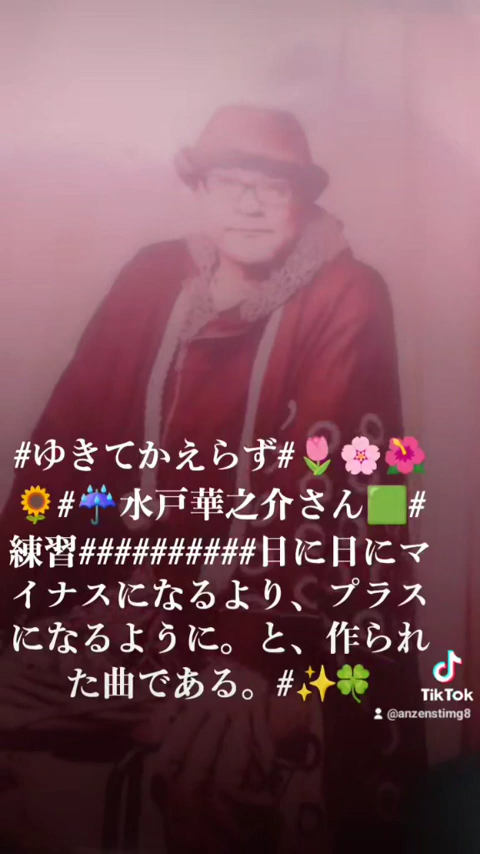 #ゆきてかえらず#🌷🌸🌺
🌻#☔水戸華之介さん🟩#
練習##########日に日にマ
イナスになるより、プラス
になるように。と、作られ
た曲である。#✨🍀
TikTok
@anzenstimg8